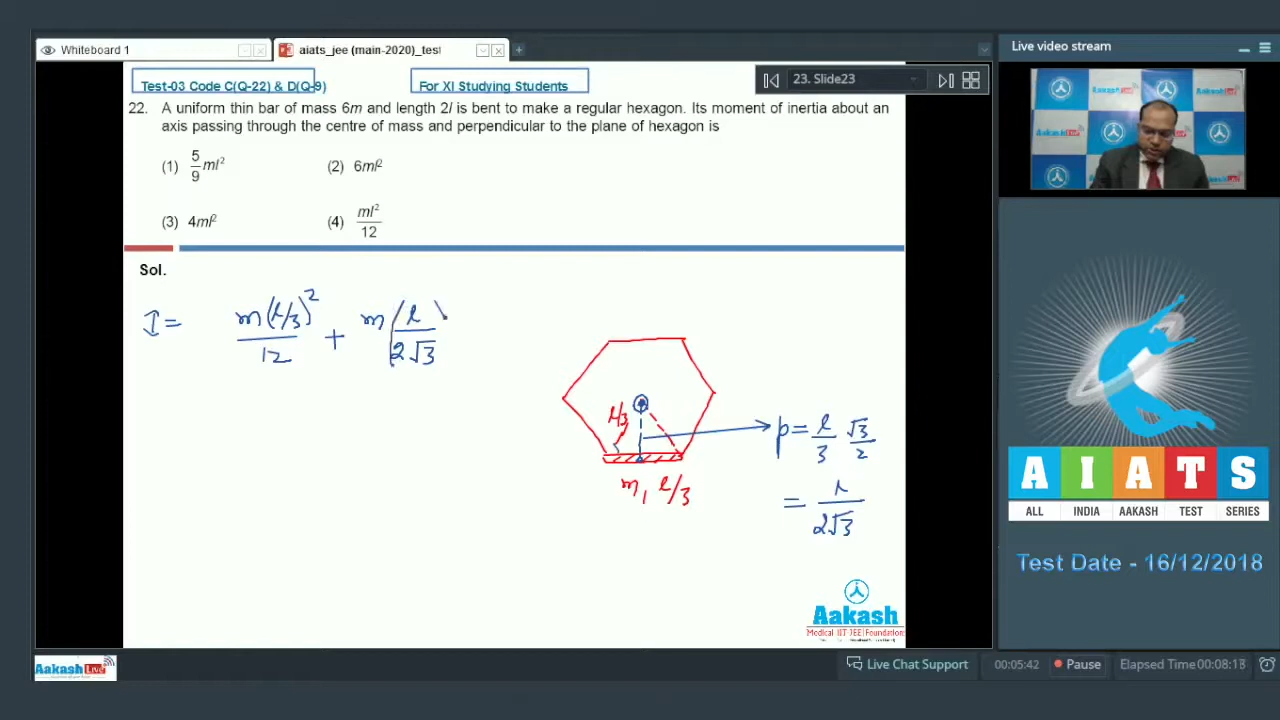 Whiteboard 1
aiats_jee (main-2020)_test
Live video stream
Test-03 Code C(Q-22) & D(Q-9)
For XI Studying Students
23. Slide23
22. A uniform thin bar of mass 6m and length 2l is bent to make a regular hexagon. Its moment of inertia about an
axis passing through the centre of mass and perpendicular to the plane of hexagon is
(1) 5/9 ml²
(2) 6ml²
(3) 4ml²
(4) ml²/12
Sol.
I = m(l/3)²/12 + m(l/2√3)
l/3
m, l/3
p = l/3 √3/2
= l/2√3
Aakash
Medical|IIT-JEE|Foundations
AakashLive
A I A T S
ALL INDIA AAKASH TEST SERIES
Test Date - 16/12/2018
Aakash Live
Live Chat Support
00:05:42
Pause
Elapsed Time 00:08:18